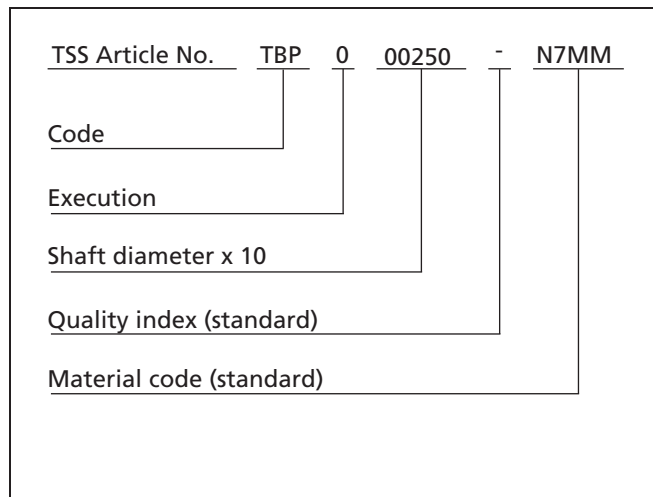 TSS Article No. TBP 0 00250 - N7MM
Code
Execution
Shaft diameter x 10
Quality index (standard)
Material code (standard)